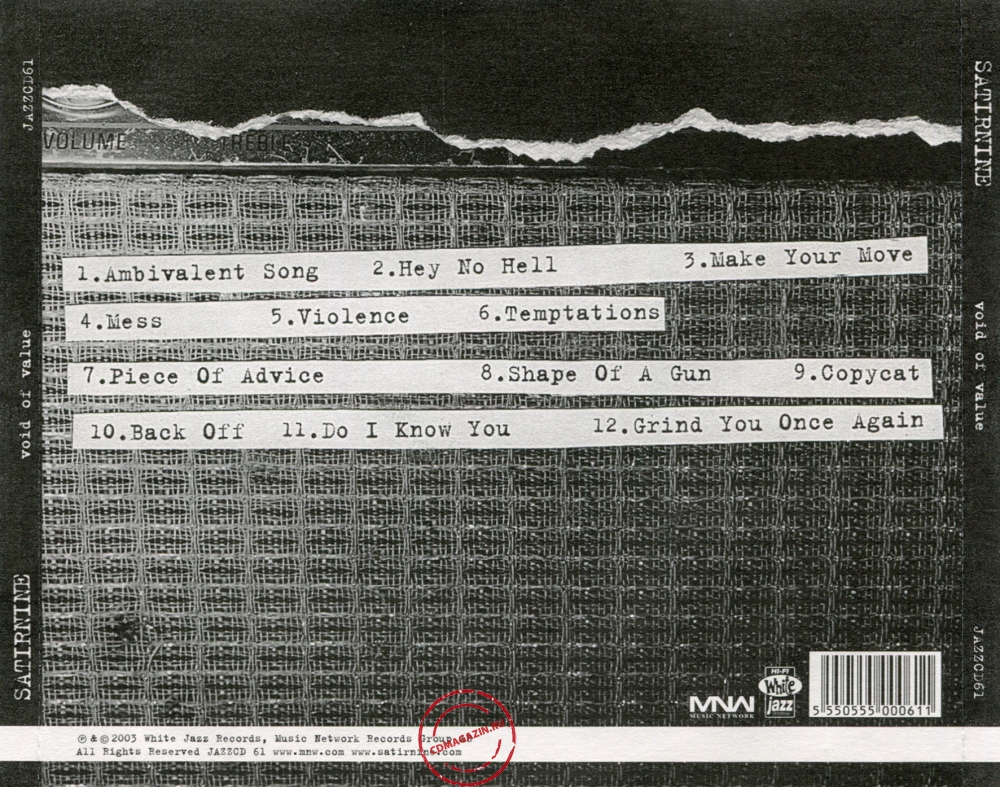 JAZZCD61
void of value
SATIRNINE
VOLUME
TREBLE
1.Ambivalent Song 2.Hey No Hell 3.Make Your Move
4.Mess 5.Violence 6.Temptations
7.Piece Of Advice 8.Shape Of A Gun 9.Copycat
10.Back Off 11.Do I Know You 12.Grind You Once Again
MNW
MUSIC NETWORK
HI-FI
White
Jazz
5 550555 000611
℗ & © 2003 White Jazz Records, Music Network Records Group
All Rights Reserved JAZZCD 61 www.mnw.com www.satirnine.com
CDMAGAZIN.RU
SATIRNINE
void of value
JAZZCD61